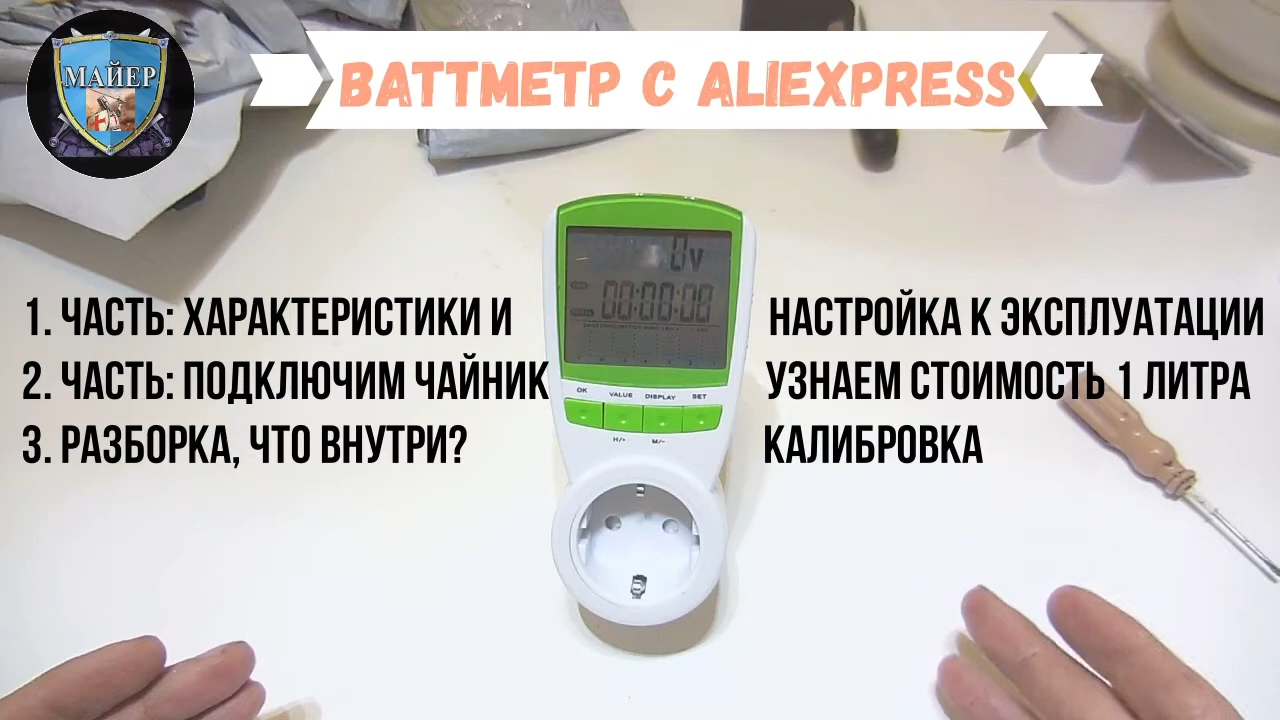 МАЙЕР
ВАТТМЕТР С ALIEXPRESS
0v
00:00:00
1. ЧАСТЬ: ХАРАКТЕРИСТИКИ И НАСТРОЙКА К ЭКСПЛУАТАЦИИ
2. ЧАСТЬ: ПОДКЛЮЧИМ ЧАЙНИК УЗНАЕМ СТОИМОСТЬ 1 ЛИТРА
3. РАЗБОРКА, ЧТО ВНУТРИ? КАЛИБРОВКА
OK VALUE DISPLAY SET
H/+ M/-